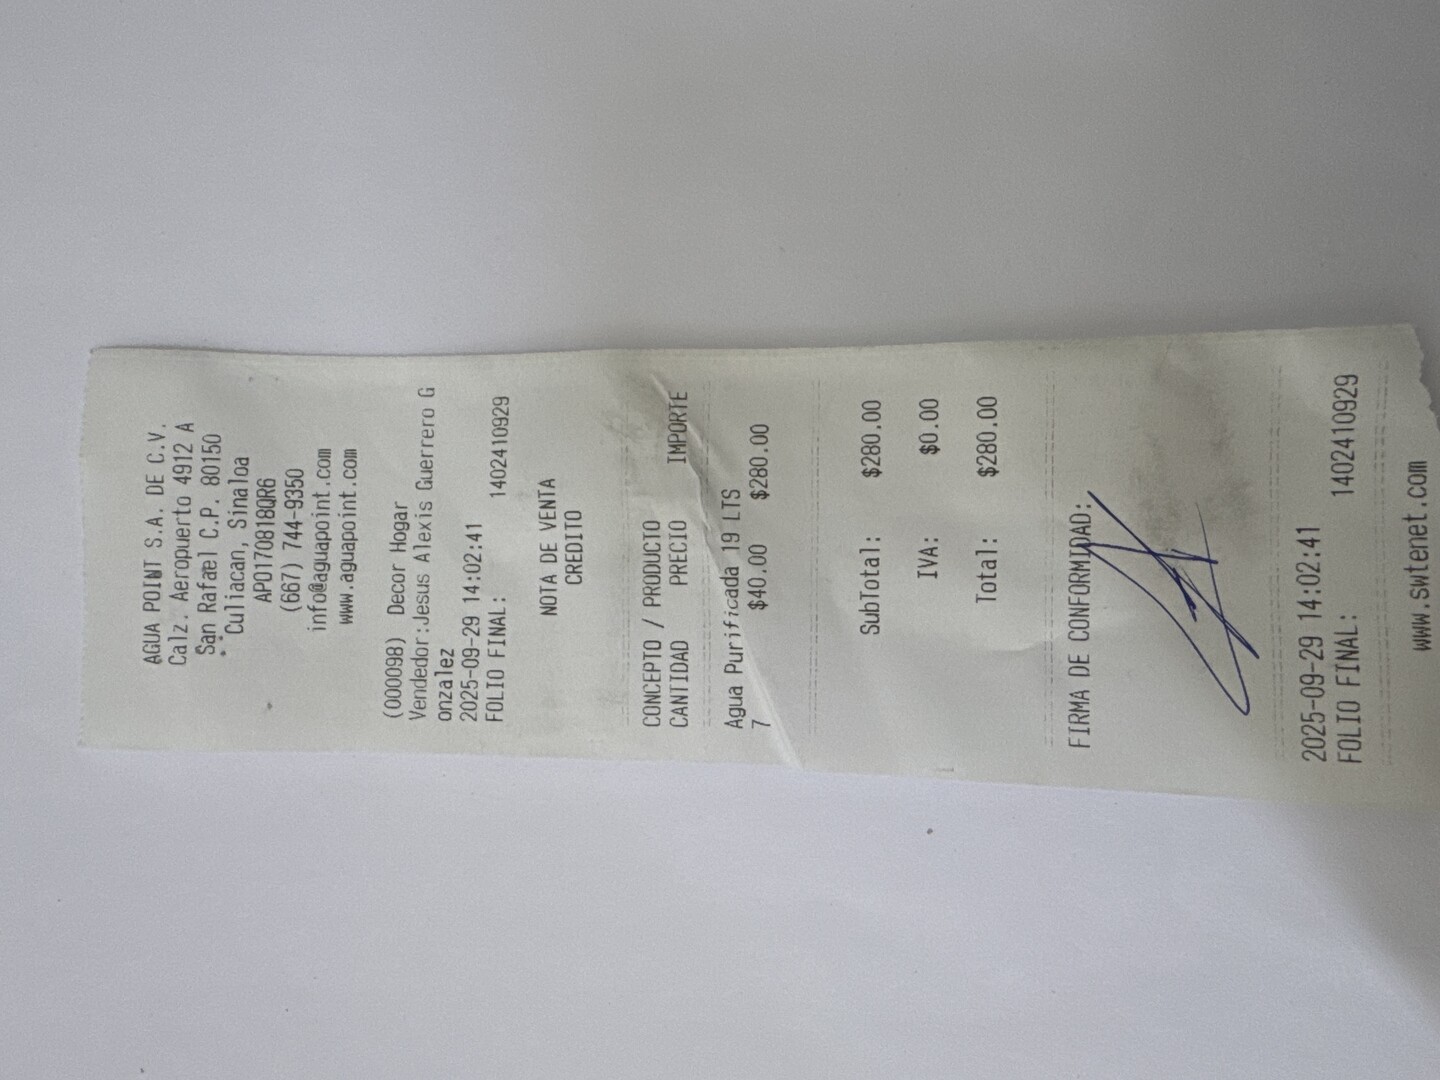 AGUA POINT S.A. DE C.V.
Calz. Aeropuerto 4912 A
San Rafael C.P. 80150
Culiacan, Sinaloa
APO170818QR6
(667) 744-9350
info@aguapoint.com
www.aguapoint.com
(000098) Decor Hogar
Vendedor:Jesus Alexis Guerrero G
onzalez
2025-09-29 14:02:41
FOLIO FINAL: 1402410929
NOTA DE VENTA
CREDITO
CONCEPTO / PRODUCTO
CANTIDAD PRECIO IMPORTE
Agua Purificada 19 LTS
7 $40.00 $280.00
SubTotal: $280.00
IVA: $0.00
Total: $280.00
FIRMA DE CONFORMIDAD:
2025-09-29 14:02:41
FOLIO FINAL: 1402410929
www.swtenet.com